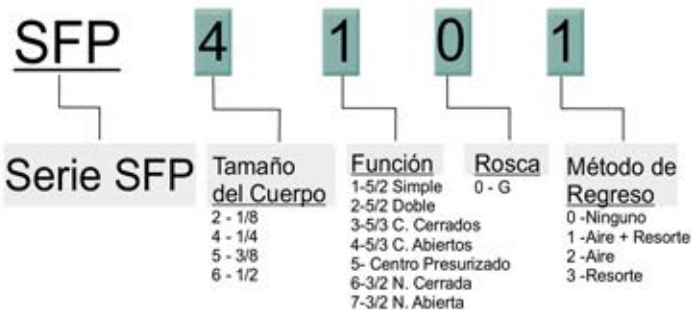 SFP 4 1 0 1
Serie SFP
Tamaño
del Cuerpo
2 - 1/8
4 - 1/4
5 - 3/8
6 - 1/2
Función
1-5/2 Simple
2-5/2 Doble
3-5/3 C. Cerrados
4-5/3 C. Abiertos
5- Centro Presurizado
6-3/2 N. Cerrada
7-3/2 N. Abierta
Rosca
0 - G
Método de
Regreso
0 -Ninguno
1 -Aire + Resorte
2 -Aire
3 -Resorte